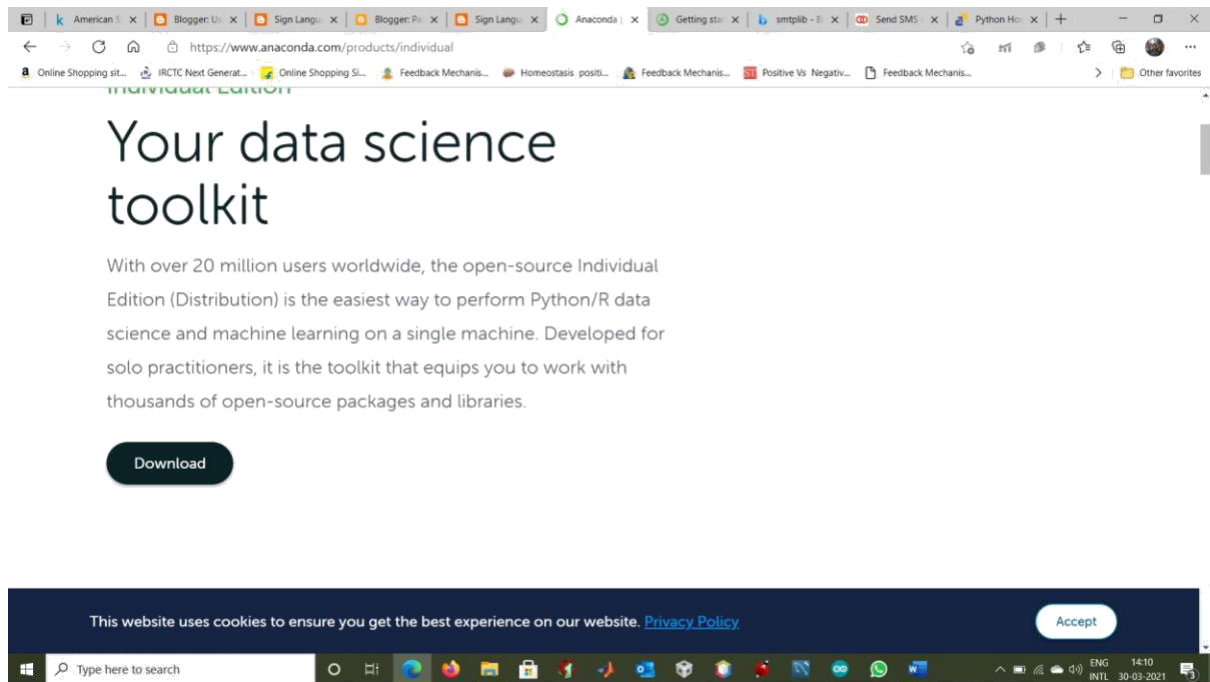 American S
Blogger: Us
Sign Langu
Blogger: Pa
Sign Langu
Anaconda |
Getting sta
smtplib - E
Send SMS
Python Ho
https://www.anaconda.com/products/individual
Online Shopping sit...
IRCTC Next Generat...
Online Shopping Si...
Feedback Mechanis...
Homeostasis positi...
Feedback Mechanis...
Positive Vs Negativ...
Feedback Mechanis...
Other favorites
Individual Edition
Your data science
toolkit
With over 20 million users worldwide, the open-source Individual
Edition (Distribution) is the easiest way to perform Python/R data
science and machine learning on a single machine. Developed for
solo practitioners, it is the toolkit that equips you to work with
thousands of open-source packages and libraries.
Download
This website uses cookies to ensure you get the best experience on our website. Privacy Policy
Accept
Type here to search
ENG
INTL
14:10
30-03-2021